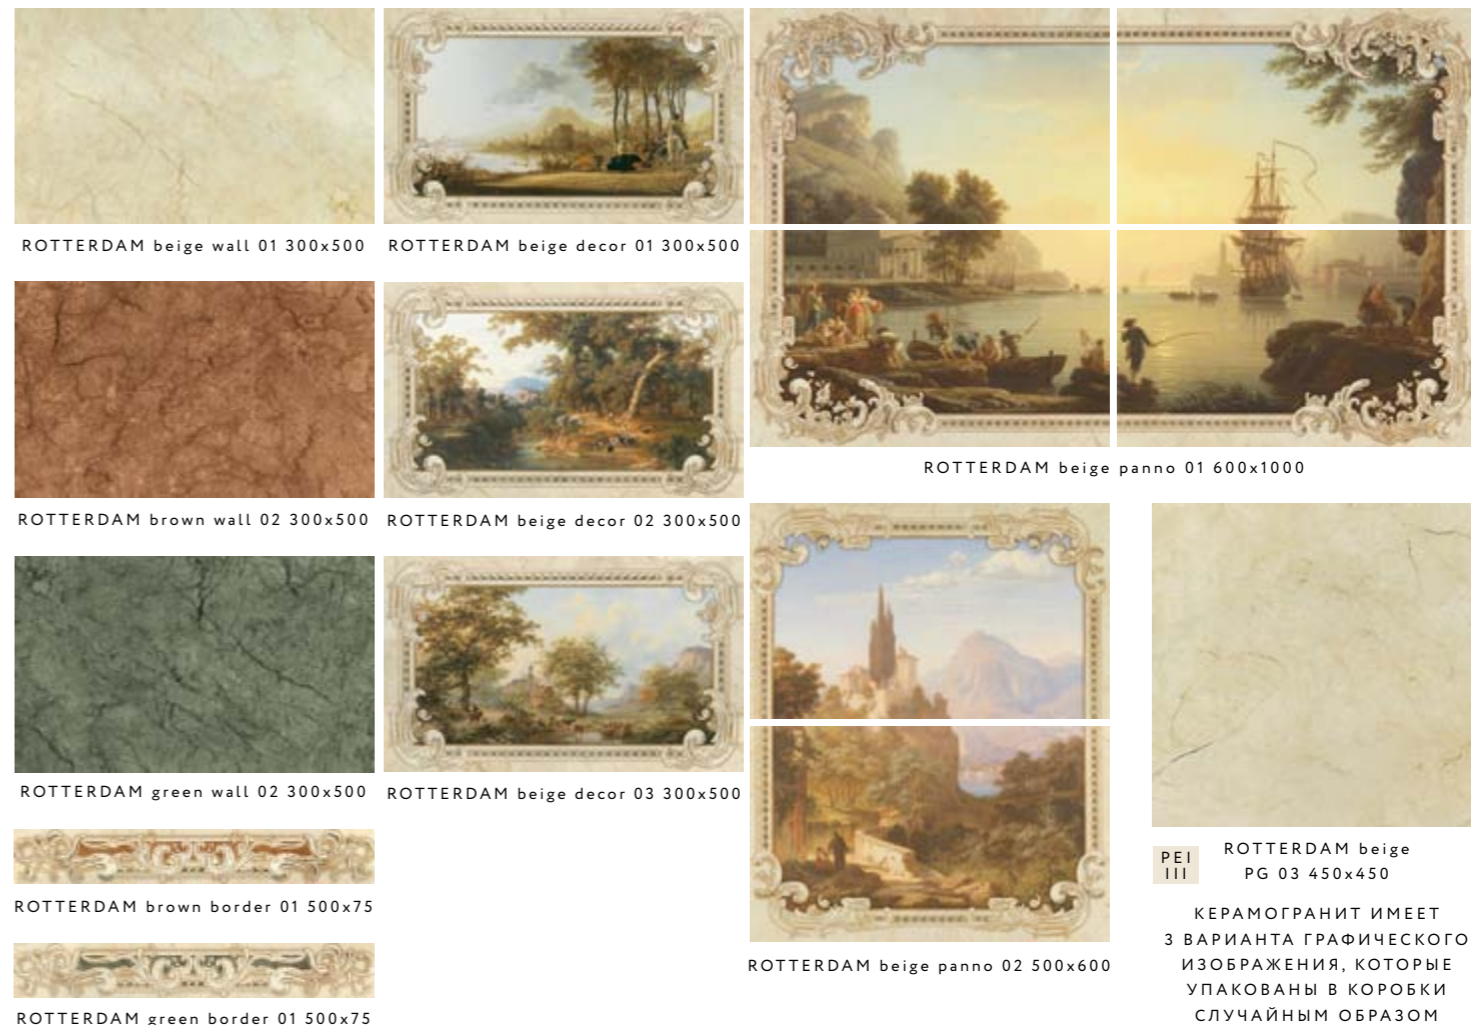 ROTTERDAM beige wall 01 300x500
ROTTERDAM beige decor 01 300x500
ROTTERDAM beige panno 01 600x1000
ROTTERDAM brown wall 02 300x500
ROTTERDAM beige decor 02 300x500
ROTTERDAM green wall 02 300x500
ROTTERDAM beige decor 03 300x500
ROTTERDAM brown border 01 500x75
ROTTERDAM green border 01 500x75
ROTTERDAM beige panno 02 500x600
PEI
III
ROTTERDAM beige
PG 03 450x450
КЕРАМОГРАНИТ ИМЕЕТ
3 ВАРИАНТА ГРАФИЧЕСКОГО
ИЗОБРАЖЕНИЯ, КОТОРЫЕ
УПАКОВАНЫ В КОРОБКИ
СЛУЧАЙНЫМ ОБРАЗОМ